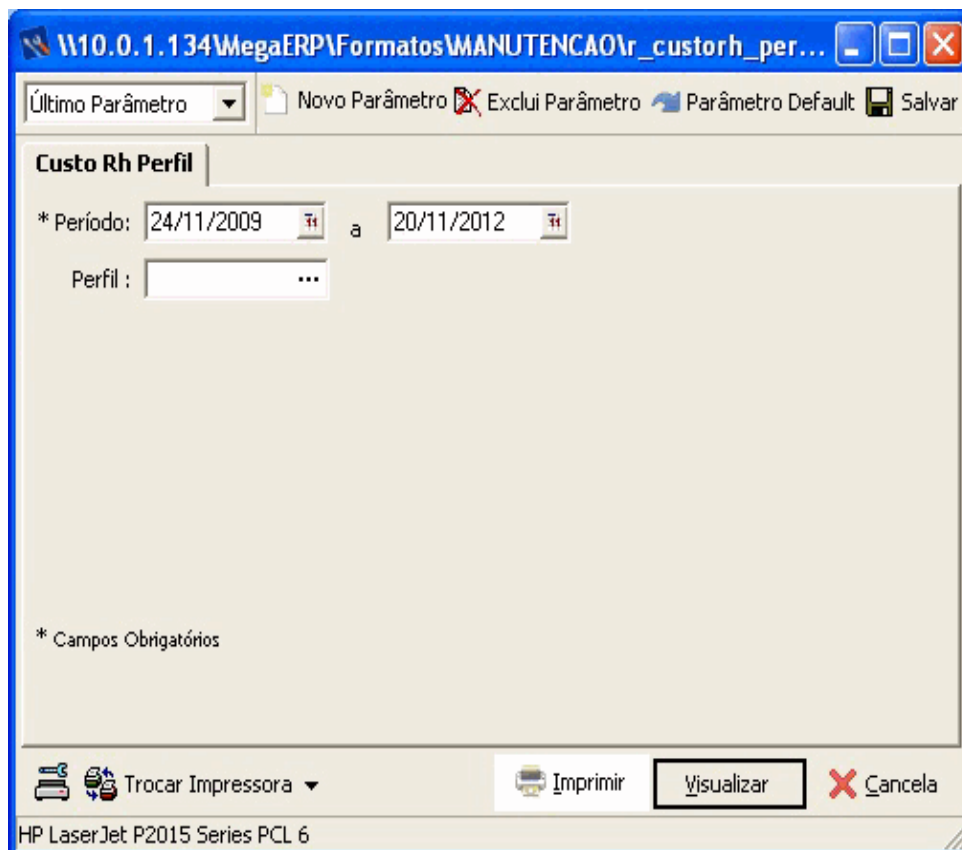 \\10.0.1.134\MegaERP\Formatos\MANUTENCAO\r_custorh_per...
Último Parâmetro Novo Parâmetro Exclui Parâmetro Parâmetro Default Salvar
Custo Rh Perfil
* Período: 24/11/2009 a 20/11/2012
Perfil : ...
* Campos Obrigatórios
Trocar Impressora Imprimir Visualizar Cancela
HP LaserJet P2015 Series PCL 6